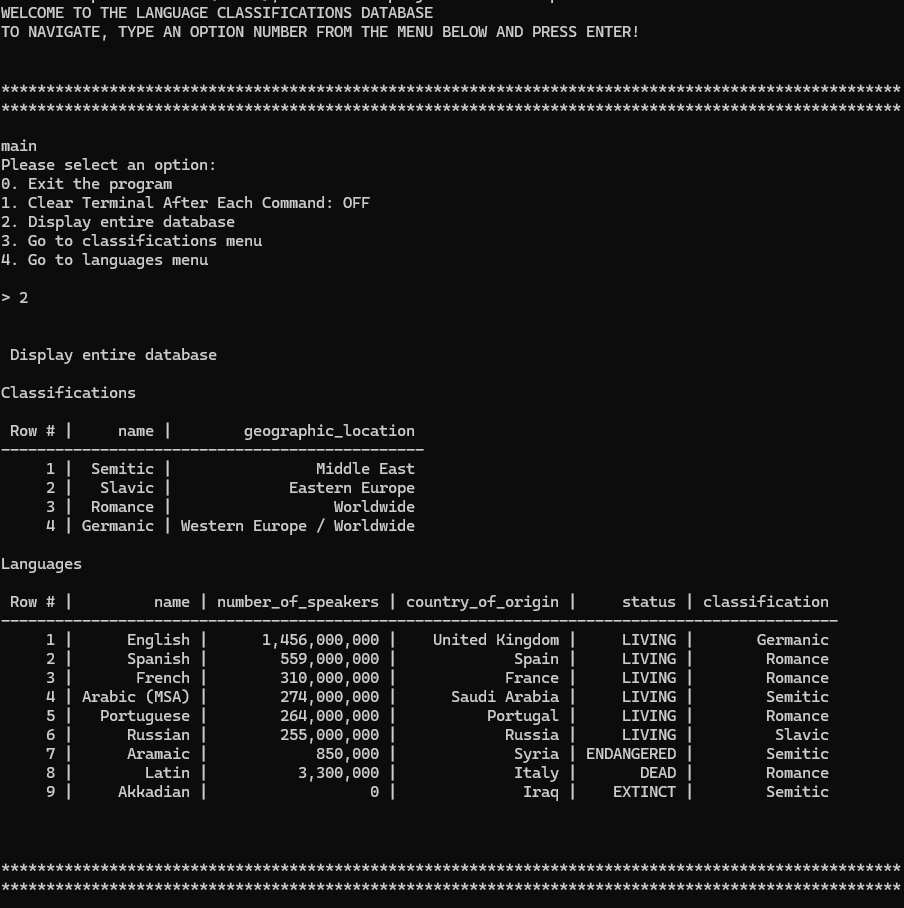 WELCOME TO THE LANGUAGE CLASSIFICATIONS DATABASE
TO NAVIGATE, TYPE AN OPTION NUMBER FROM THE MENU BELOW AND PRESS ENTER!
****************************************************************************************************
****************************************************************************************************
main
Please select an option:
0. Exit the program
1. Clear Terminal After Each Command: OFF
2. Display entire database
3. Go to classifications menu
4. Go to languages menu
> 2
Display entire database
Classifications
Row # | name | geographic_location
-----------------------------------------------
1 | Semitic | Middle East
2 | Slavic | Eastern Europe
3 | Romance | Worldwide
4 | Germanic | Western Europe / Worldwide
Languages
Row # | name | number_of_speakers | country_of_origin | status | classification
---------------------------------------------------------------------------------------------
1 | English | 1,456,000,000 | United Kingdom | LIVING | Germanic
2 | Spanish | 559,000,000 | Spain | LIVING | Romance
3 | French | 310,000,000 | France | LIVING | Romance
4 | Arabic (MSA) | 274,000,000 | Saudi Arabia | LIVING | Semitic
5 | Portuguese | 264,000,000 | Portugal | LIVING | Romance
6 | Russian | 255,000,000 | Russia | LIVING | Slavic
7 | Aramaic | 850,000 | Syria | ENDANGERED | Semitic
8 | Latin | 3,300,000 | Italy | DEAD | Romance
9 | Akkadian | 0 | Iraq | EXTINCT | Semitic
****************************************************************************************************
****************************************************************************************************